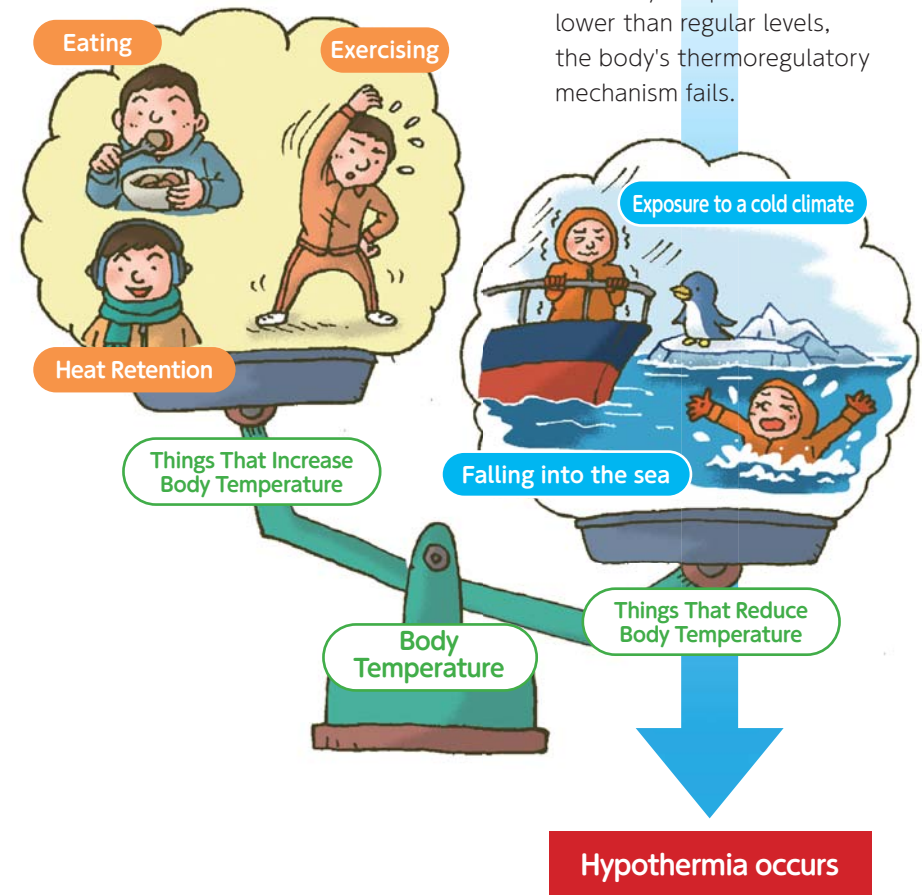 lower than regular levels,
the body's thermoregulatory
mechanism fails.
Eating
Exercising
Heat Retention
Exposure to a cold climate
Falling into the sea
Things That Increase
Body Temperature
Things That Reduce
Body Temperature
Body
Temperature
Hypothermia occurs